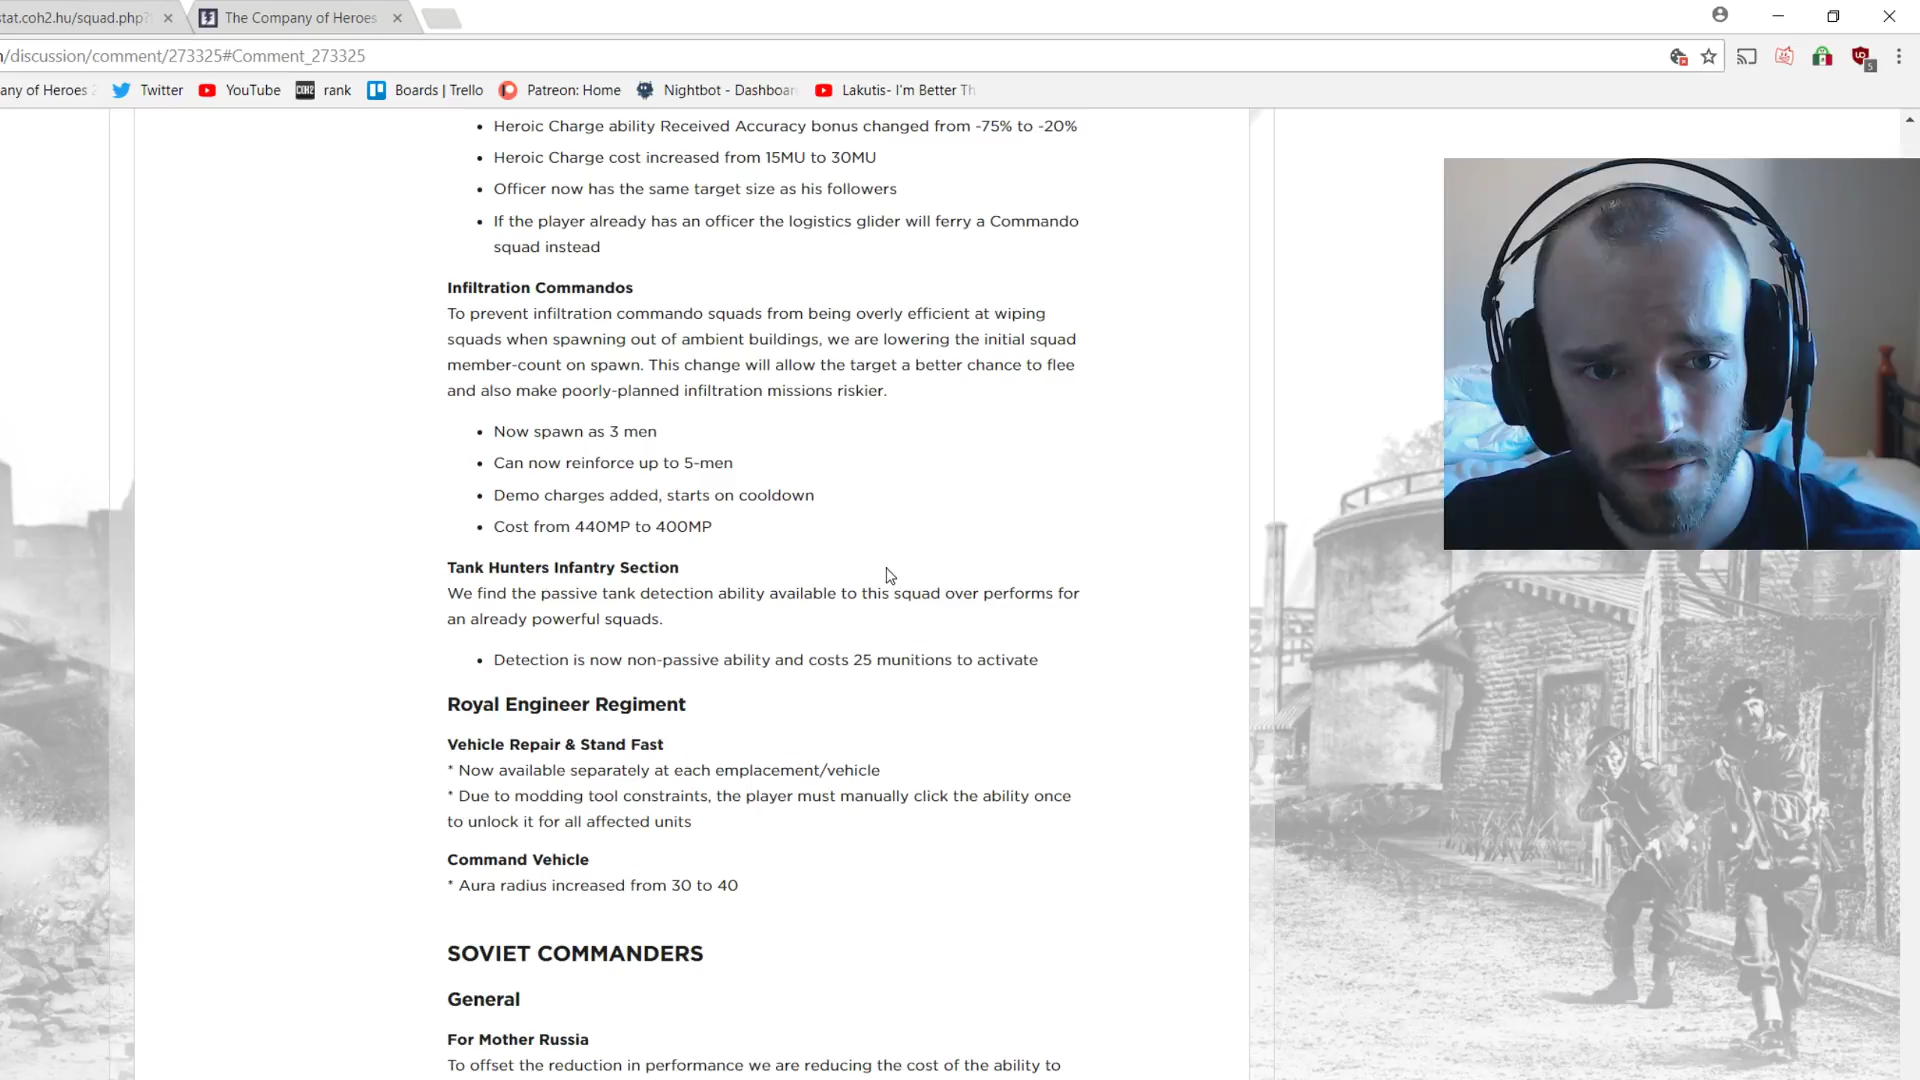 stat.coh2.hu/squad.php?
The Company of Heroes
/discussion/comment/273325#Comment_273325
any of Heroes
Twitter
YouTube
COH2
rank
Boards | Trello
Patreon: Home
Nightbot - Dashboar
Lakutis- I'm Better Th
5
• Heroic Charge ability Received Accuracy bonus changed from -75% to -20%
• Heroic Charge cost increased from 15MU to 30MU
• Officer now has the same target size as his followers
• If the player already has an officer the logistics glider will ferry a Commando
squad instead
Infiltration Commandos
To prevent infiltration commando squads from being overly efficient at wiping
squads when spawning out of ambient buildings, we are lowering the initial squad
member-count on spawn. This change will allow the target a better chance to flee
and also make poorly-planned infiltration missions riskier.
• Now spawn as 3 men
• Can now reinforce up to 5-men
• Demo charges added, starts on cooldown
• Cost from 440MP to 400MP
Tank Hunters Infantry Section
We find the passive tank detection ability available to this squad over performs for
an already powerful squads.
• Detection is now non-passive ability and costs 25 munitions to activate
Royal Engineer Regiment
Vehicle Repair & Stand Fast
* Now available separately at each emplacement/vehicle
* Due to modding tool constraints, the player must manually click the ability once
to unlock it for all affected units
Command Vehicle
* Aura radius increased from 30 to 40
SOVIET COMMANDERS
General
For Mother Russia
To offset the reduction in performance we are reducing the cost of the ability to